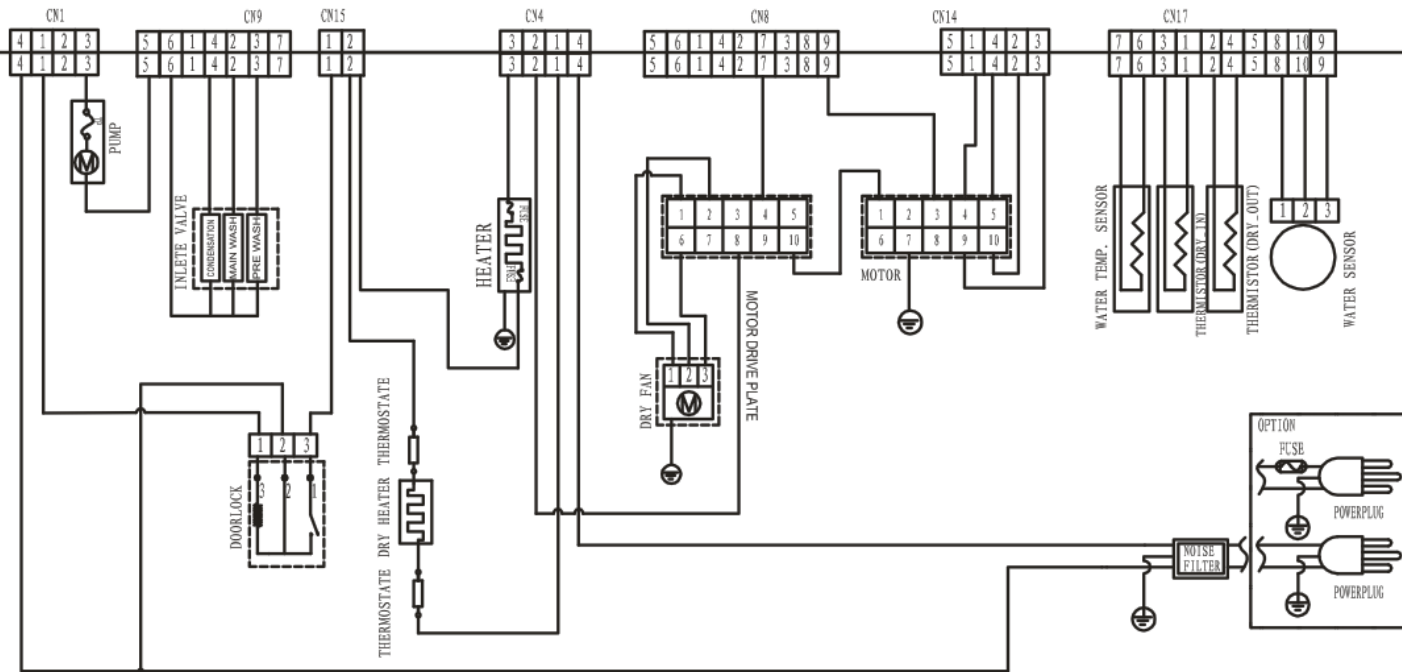 CN1 CN9 CN15 CN4 CN8 CN14 CN17
4 1 2 3 5 6 1 4 2 3 7 1 2 3 2 1 4 5 6 1 4 2 7 3 8 9 5 1 4 2 3 7 6 3 1 2 4 5 8 10 9
4 1 2 3 5 6 1 4 2 3 7 1 2 3 2 1 4 5 6 1 4 2 7 3 8 9 5 1 4 2 3 7 6 3 1 2 4 5 8 10 9
PUMP
M
INLETE VALVE
CONDENSATION
MAIN WASH
PRE WASH
HEATER
FUSE
1 2 3 4 5
6 7 8 9 10
MOTOR DRIVE PLATE
1 2 3 4 5
6 7 8 9 10
MOTOR
WATER TEMP. SENSOR
THERMISTOR(DRY_IN)
THERMISTOR(DRY_OUT)
1 2 3
WATER SENSOR
DRY FAN
1 2 3
M
1 2 3
3 2 1
DOORLOCK
THERMOSTATE DRY HEATER THERMOSTATE
NOISE
FILTER
OPTION
FUSE
POWERPLUG
POWERPLUG